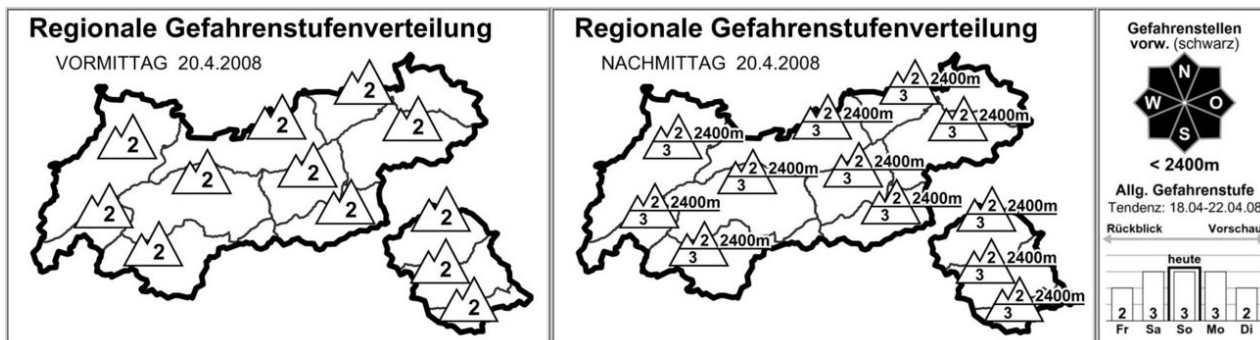 Regionale Gefahrenstufenverteilung
VORMITTAG 20.4.2008
2
2
2
2
2
2
2
2
2
2
2
2
Regionale Gefahrenstufenverteilung
NACHMITTAG 20.4.2008
2 2400m
3
2 2400m
3
2 2400m
3
2 2400m
3
2 2400m
3
2 2400m
3
2 2400m
3
2 2400m
3
2 2400m
3
2 2400m
3
2 2400m
3
2 2400m
3
Gefahrenstellen
vorw. (schwarz)
N
W O
S
< 2400m
Allg. Gefahrenstufe
Tendenz: 18.04-22.04.08
Rückblick Vorschau
heute
2 3 3 3 2
Fr Sa So Mo Di